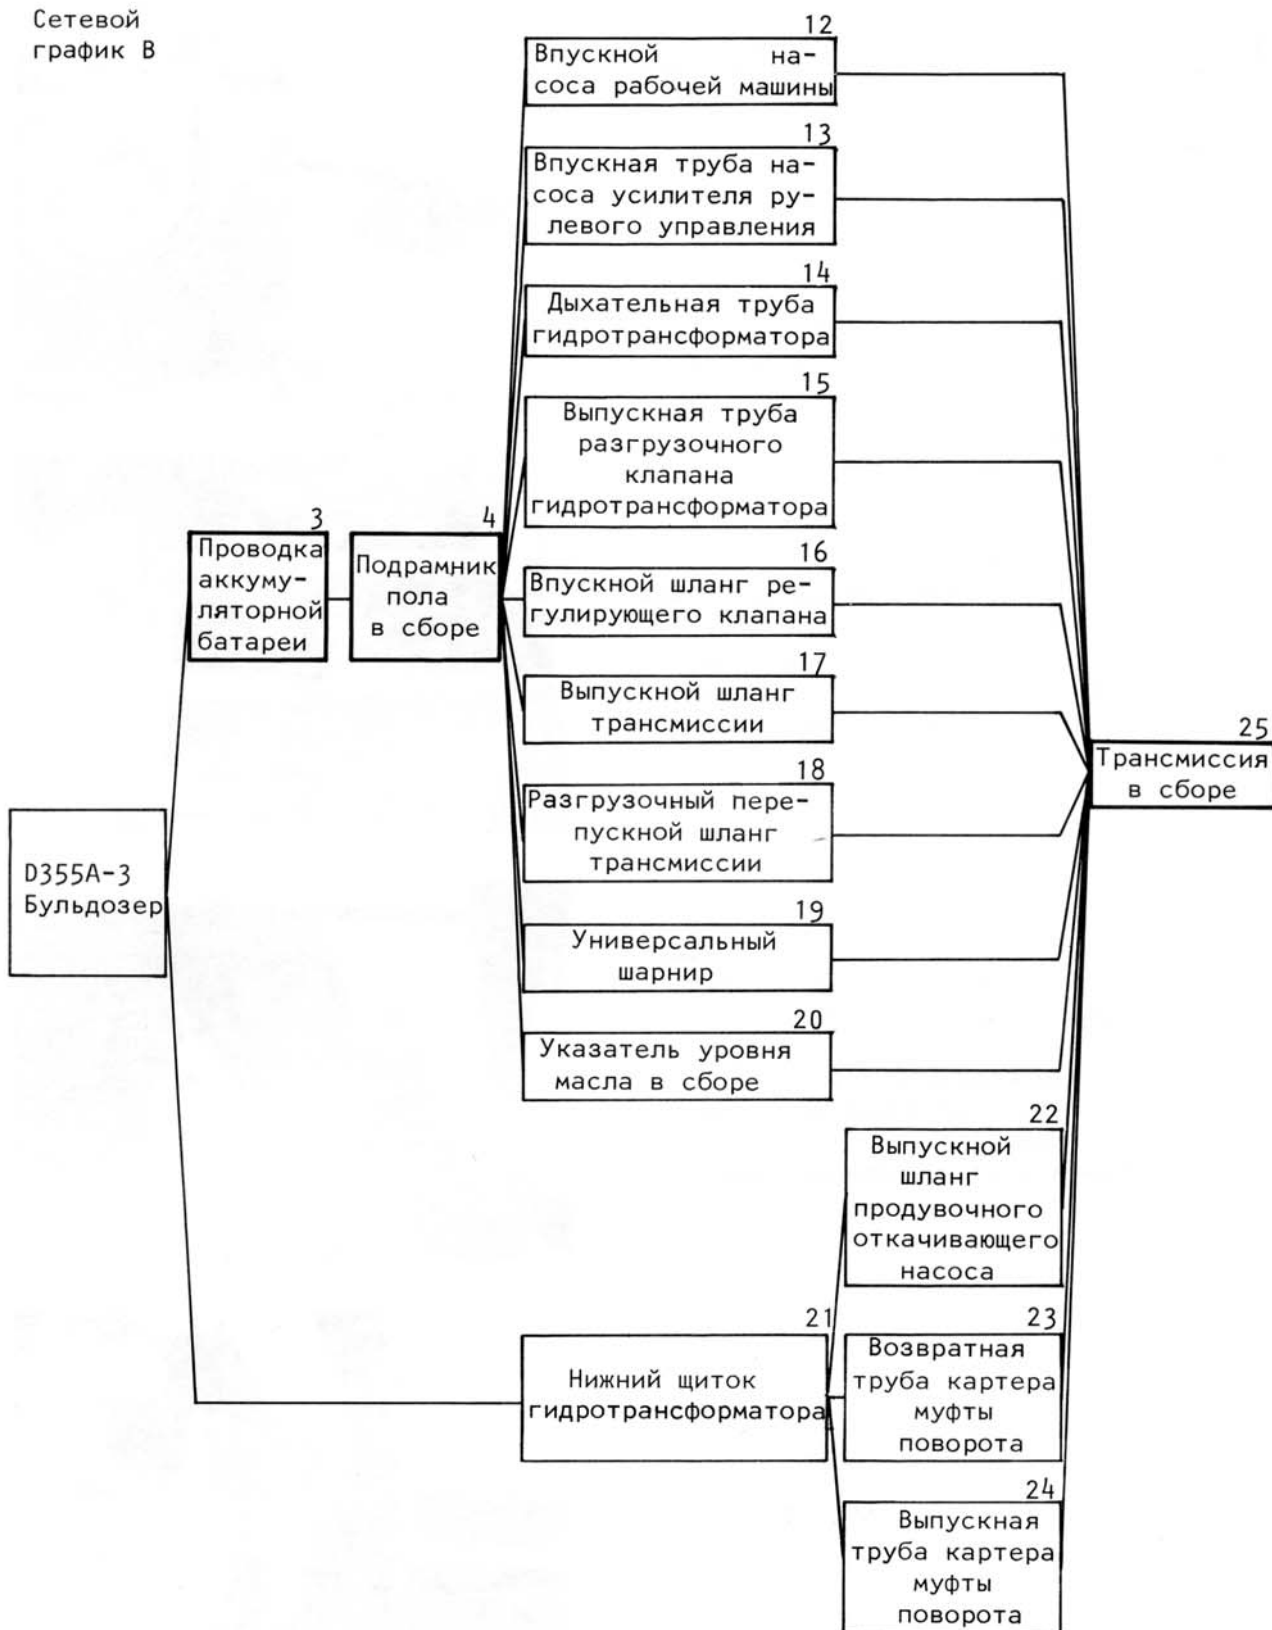 Сетевой
график В
12
Впускной на-
соса рабочей машины
13
Впускная труба на-
соса усилителя ру-
левого управления
14
Дыхательная труба
гидротрансформатора
15
Выпускная труба
разгрузочного
клапана
гидротрансформатора
3
Проводка
аккуму-
ляторной
батареи
4
Подрамник
пола
в сборе
16
Впускной шланг ре-
гулирующего клапана
17
Выпускной шланг
трансмиссии
18
Разгрузочный пере-
пускной шланг
трансмиссии
25
Трансмиссия
в сборе
D355A-3
Бульдозер
19
Универсальный
шарнир
20
Указатель уровня
масла в сборе
22
Выпускной
шланг
продувочного
откачивающего
насоса
21
Нижний щиток
гидротрансформатора
23
Возвратная
труба картера
муфты
поворота
24
Выпускная
труба картера
муфты
поворота